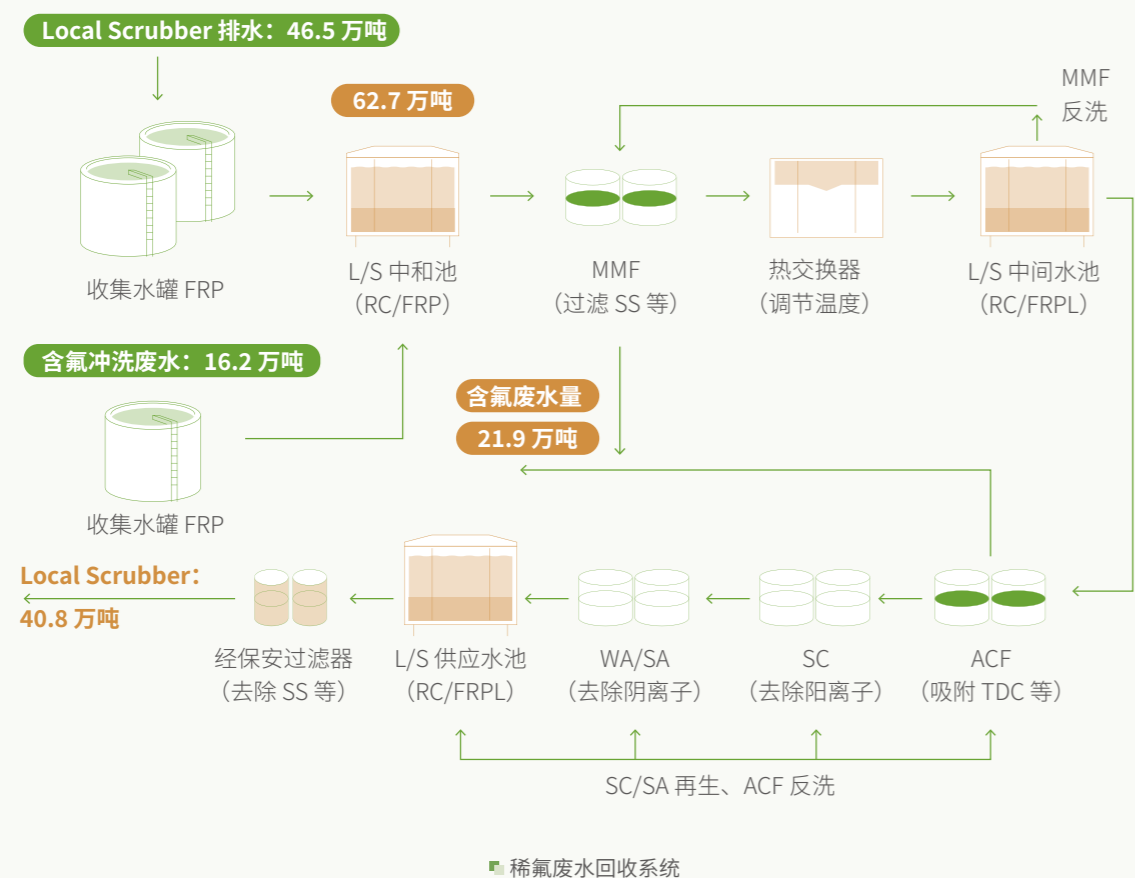 Local Scrubber 排水：46.5 万吨
62.7 万吨
MMF
反洗
收集水罐 FRP
L/S 中和池
（RC/FRP）
MMF
（过滤 SS 等）
热交换器
（调节温度）
L/S 中间水池
（RC/FRPL）
含氟冲洗废水：16.2 万吨
含氟废水量
21.9 万吨
收集水罐 FRP
Local Scrubber：
40.8 万吨
经保安过滤器
（去除 SS 等）
L/S 供应水池
（RC/FRPL）
WA/SA
（去除阴离子）
SC
（去除阳离子）
ACF
（吸附 TDC 等）
SC/SA 再生、ACF 反洗
稀氟废水回收系统